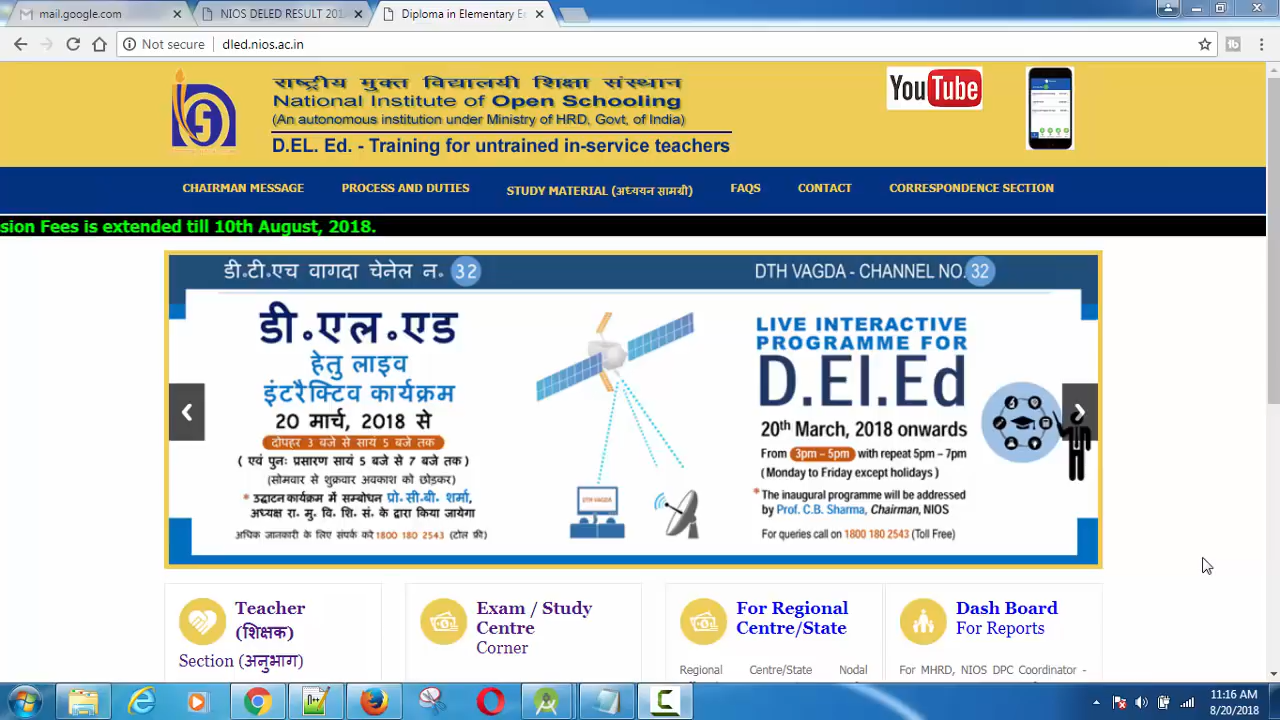 mail.google.com
NIOS DELED RESULT 201
Diploma in Elementary E
Not secure
dled.nios.ac.in
राष्ट्रीय मुक्त विद्यालयी शिक्षा संस्थान
National Institute of Open Schooling
(An autonomous institution under Ministry of HRD, Govt, of India)
D.EL. Ed. - Training for untrained in-service teachers
YouTube
CHAIRMAN MESSAGE
PROCESS AND DUTIES
STUDY MATERIAL (अध्ययन सामग्री)
FAQS
CONTACT
CORRESPONDENCE SECTION
sion Fees is extended till 10th August, 2018.
डी.टी.एच वागदा चेनेल न. 32
DTH VAGDA - CHANNEL NO. 32
डी.एल.एड
हेतु लाइव
इंटरैक्टिव कार्यक्रम
20 मार्च, 2018 से
दोपहर 3 बजे से सायं 5 बजे तक
( एवं पुनः प्रसारण सायं 5 बजे से 7 बजे तक )
(सोमवार से शुक्रवार अवकाश को छोड़कर)
* उद्घाटन कार्यक्रम में सम्बोधन प्रो. सी.बी. शर्मा,
अध्यक्ष रा. मु. वि. शि. सं. के द्वारा किया जायेगा
अधिक जानकारी के लिए संपर्क करे 1800 180 2543 (टोल फ्री)
DTH VAGDA
LIVE INTERACTIVE
PROGRAMME FOR
D.El.Ed
20th March, 2018 onwards
From 3pm – 5pm with repeat 5pm – 7pm
(Monday to Friday except holidays )
* The inaugural programme will be addressed
by Prof. C.B. Sharma, Chairman, NIOS
For queries call on 1800 180 2543 (Toll Free)
Teacher
(शिक्षक)
Section (अनुभाग)
Exam / Study
Centre
Corner
For Regional
Centre/State
Regional Centre/State Nodal
Dash Board
For Reports
For MHRD, NIOS DPC Coordinator -
11:16 AM
8/20/2018